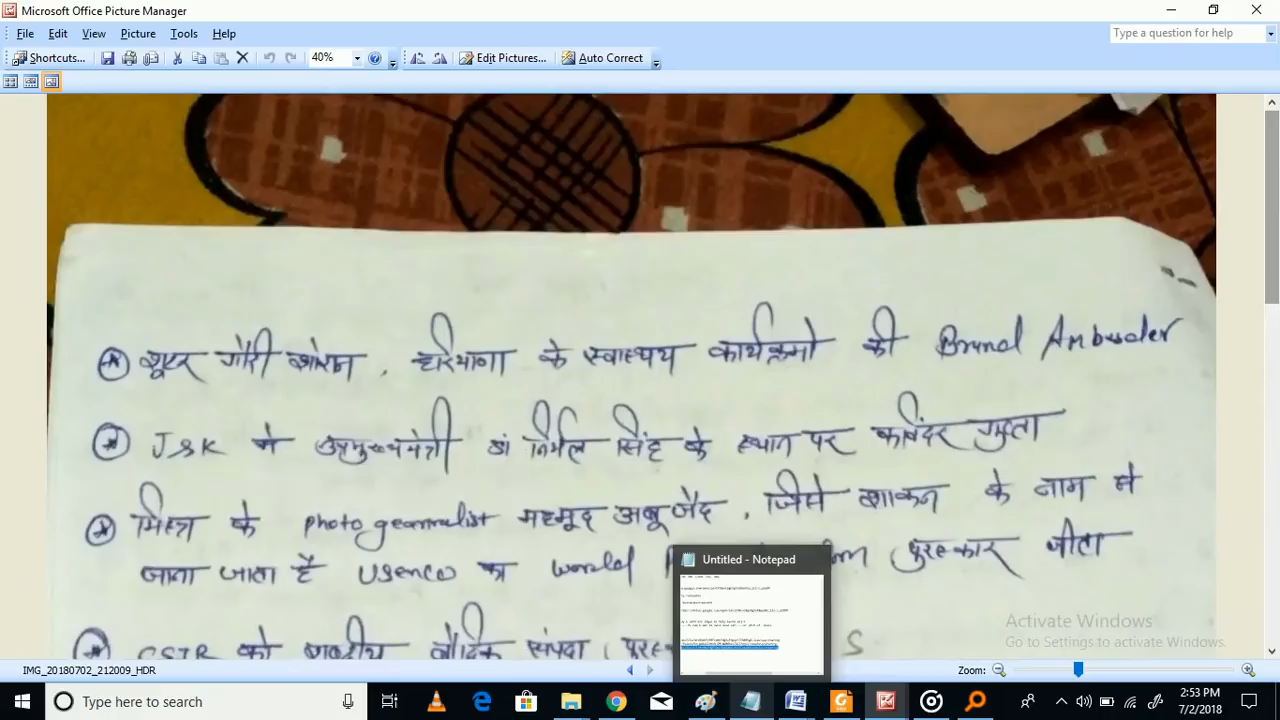 Microsoft Office Picture Manager
File Edit View Picture Tools Help
Type a question for help
Shortcuts... 40% Edit Pictures... Auto Correct
शूटर गौरी श्योराण , हरियाणा के स्वास्थ्य कार्यक्रमो की Brand Ambasder
J&K मे उपमुख्यमंत्री डॉ निर्मल सिंह के स्थान पर कविंदर गुप्ता
मिस्त्र के photo gearnalist महमूद अबू जैद , जिसे शाकन के नाम से
जाना जाता है का world पुरस्कार जीता
Untitled - Notepad
को राष्ट्रीय बौद्धिक संपदा
Activate Windows
Go to Settings to activate Windows.
IMG_20180702_212009_HDR
Zoom:
Type here to search
2:53 PM
7/2/2018